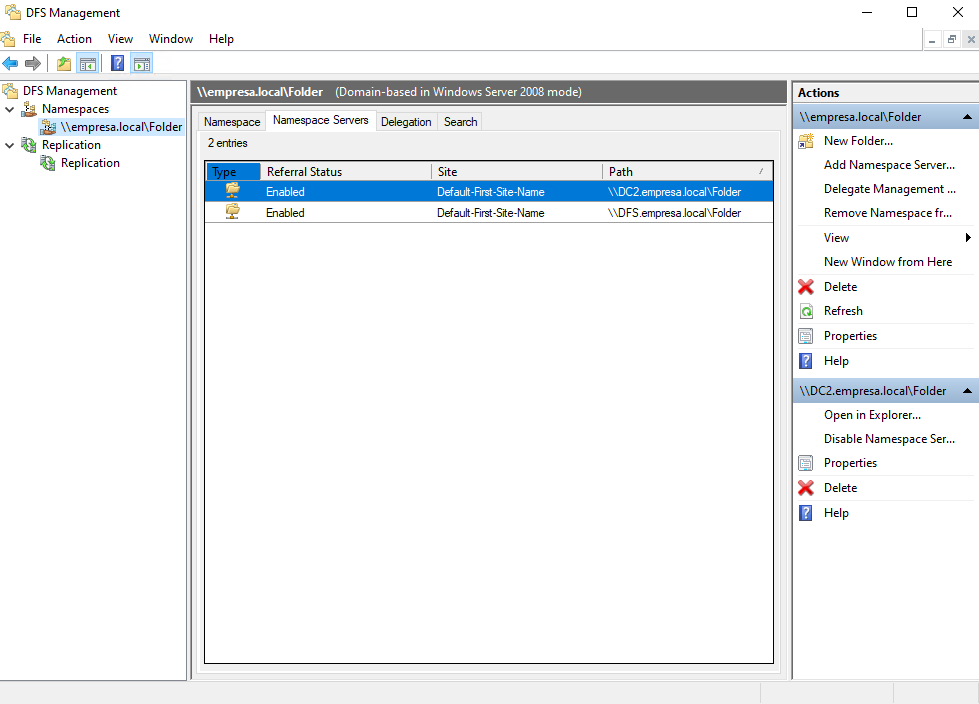 DFS Management
File Action View Window Help
DFS Management
Namespaces
\\empresa.local\Folder
Replication
Replication
\\empresa.local\Folder (Domain-based in Windows Server 2008 mode)
Namespace Namespace Servers Delegation Search
2 entries
Type Referral Status Site Path
Enabled Default-First-Site-Name \\DC2.empresa.local\Folder
Enabled Default-First-Site-Name \\DFS.empresa.local\Folder
Actions
\\empresa.local\Folder
New Folder...
Add Namespace Server...
Delegate Management ...
Remove Namespace fr...
View
New Window from Here
Delete
Refresh
Properties
Help
\\DC2.empresa.local\Folder
Open in Explorer...
Disable Namespace Ser...
Properties
Delete
Help